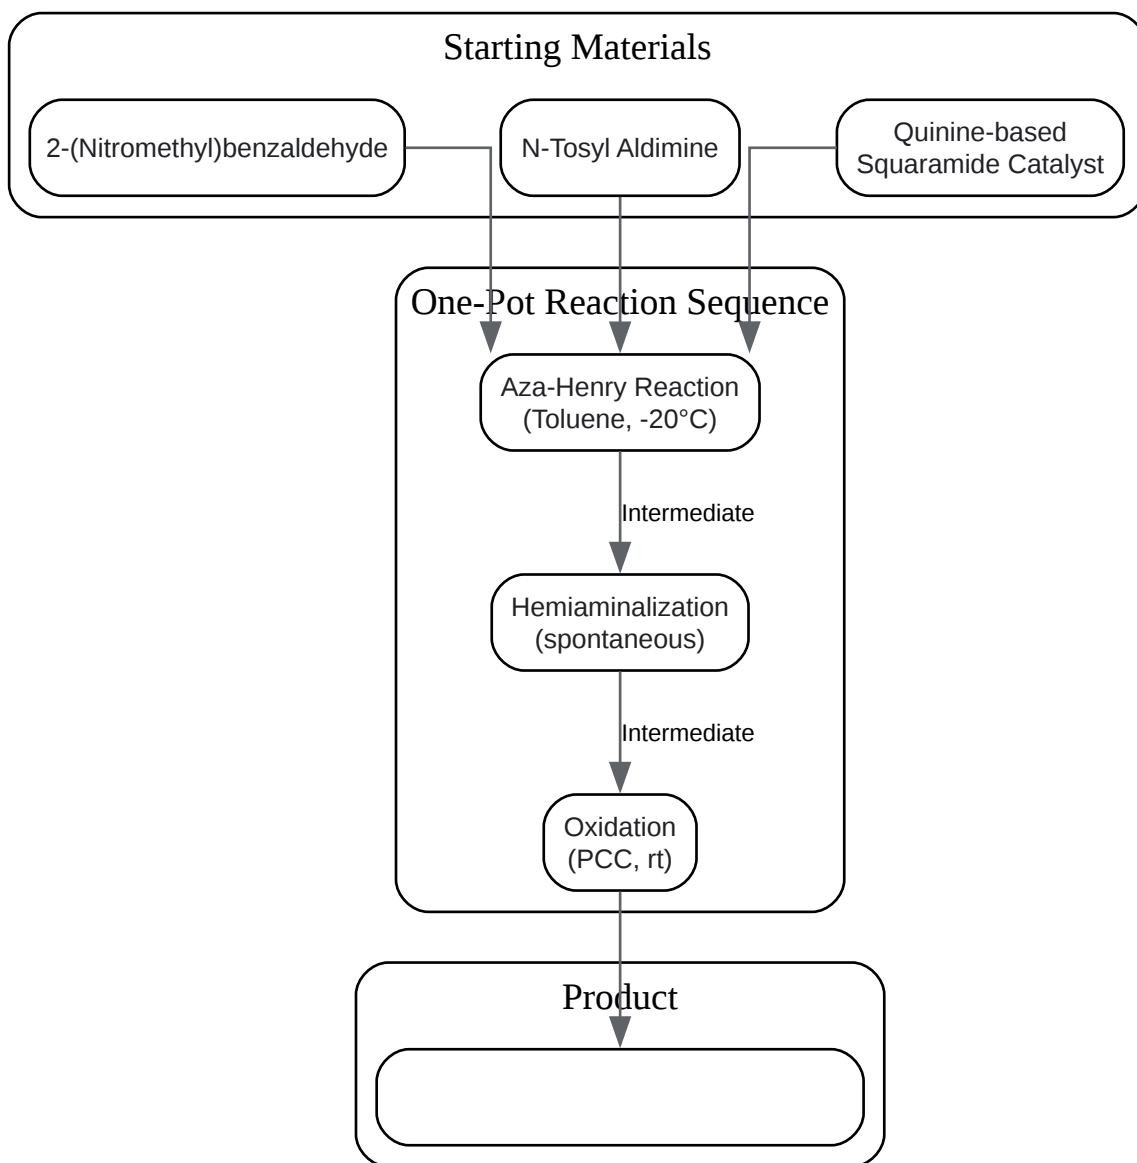 Starting Materials
2-(Nitromethyl)benzaldehyde
N-Tosyl Aldimine
Quinine-based
Squaramide Catalyst
One-Pot Reaction Sequence
Aza-Henry Reaction
(Toluene, -20°C)
Intermediate
Hemiaminalization
(spontaneous)
Intermediate
Oxidation
(PCC, rt)
Product